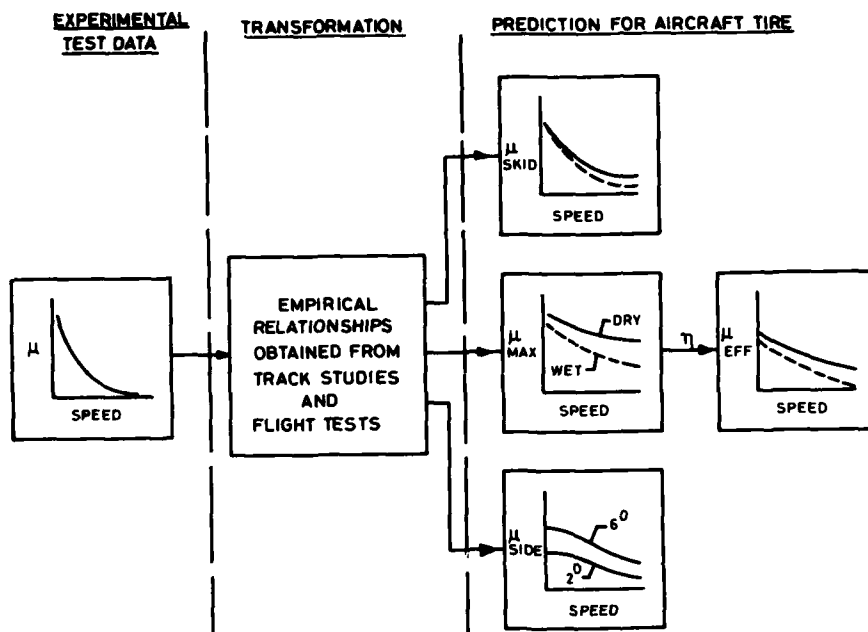 EXPERIMENTAL
TEST DATA
TRANSFORMATION
PREDICTION FOR AIRCRAFT TIRE
μ
SPEED
EMPIRICAL
RELATIONSHIPS
OBTAINED FROM
TRACK STUDIES
AND
FLIGHT TESTS
μ
SKID
SPEED
μ
MAX
DRY
WET
SPEED
η
μ
EFF
SPEED
μ
SIDE
6°
2°
SPEED